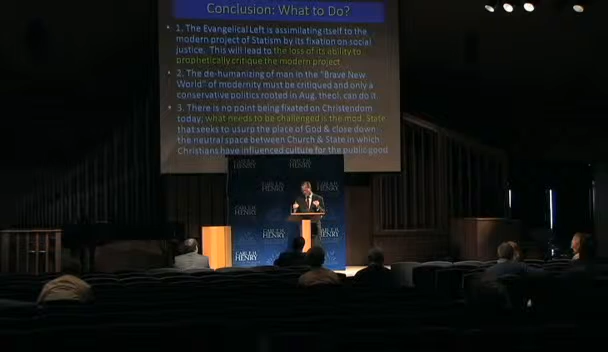 Conclusion: What to Do?
• 1. The Evangelical Left is assimilating itself to the
modern project of Statism by its fixation on social
justice. This will lead to the loss of its ability to
prophetically critique the modern project
• 2. The de-humanizing of man in the "Brave New
World" of modernity must be critiqued and only a
conservative politics rooted in Aug. theol. can do it.
• 3. There is no point being fixated on Christendom
today; what needs to be challenged is the mod. State
that seeks to usurp the place of God & close down
the neutral space between Church & State in which
Christians have influenced culture for the public good
HENRY
HENRY
HENRY
HENRY